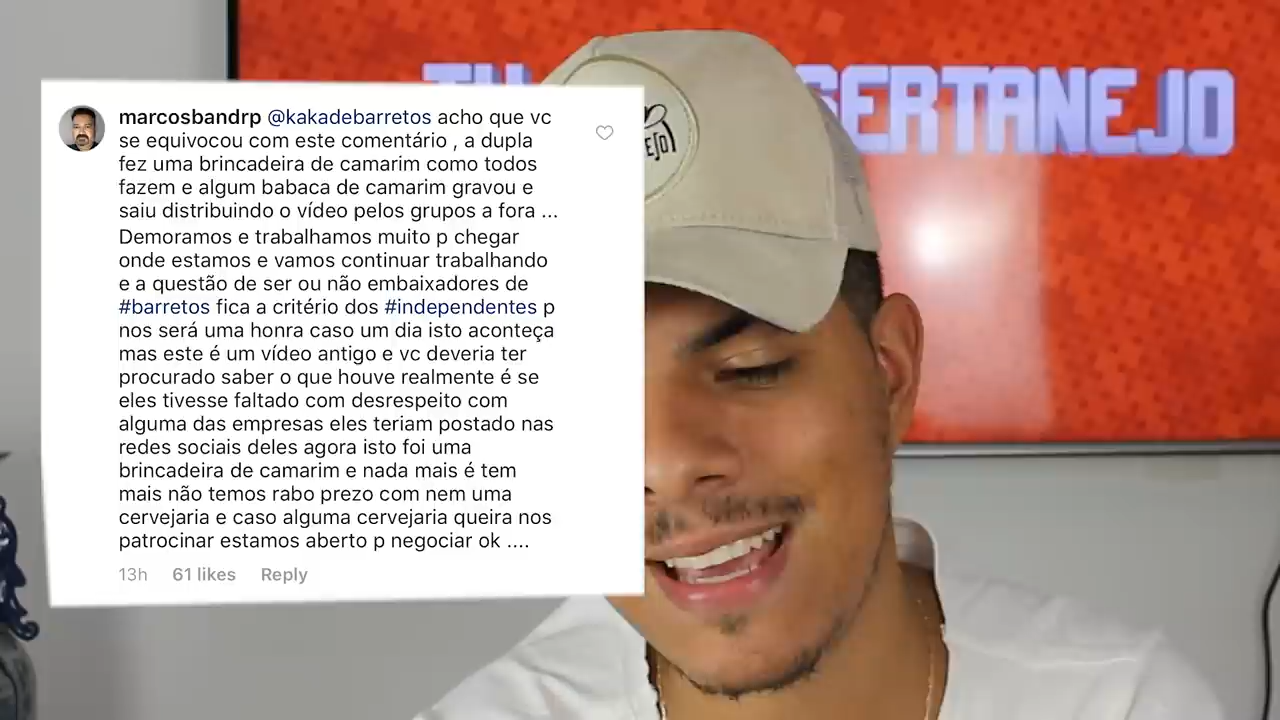 marcosbandrp @kakadebarretos acho que vc
se equivocou com este comentário , a dupla
fez uma brincadeira de camarim como todos
fazem e algum babaca de camarim gravou e
saiu distribuindo o vídeo pelos grupos a fora ...
Demoramos e trabalhamos muito p chegar
onde estamos e vamos continuar trabalhando
e a questão de ser ou não embaixadores de
#barretos fica a critério dos #independentes p
nos será uma honra caso um dia isto aconteça
mas este é um vídeo antigo e vc deveria ter
procurado saber o que houve realmente é se
eles tivesse faltado com desrespeito com
alguma das empresas eles teriam postado nas
redes sociais deles agora isto foi uma
brincadeira de camarim e nada mais é tem
mais não temos rabo prezo com nem uma
cervejaria e caso alguma cervejaria queira nos
patrocinar estamos aberto p negociar ok ....
13h 61 likes Reply
SERTANEJO